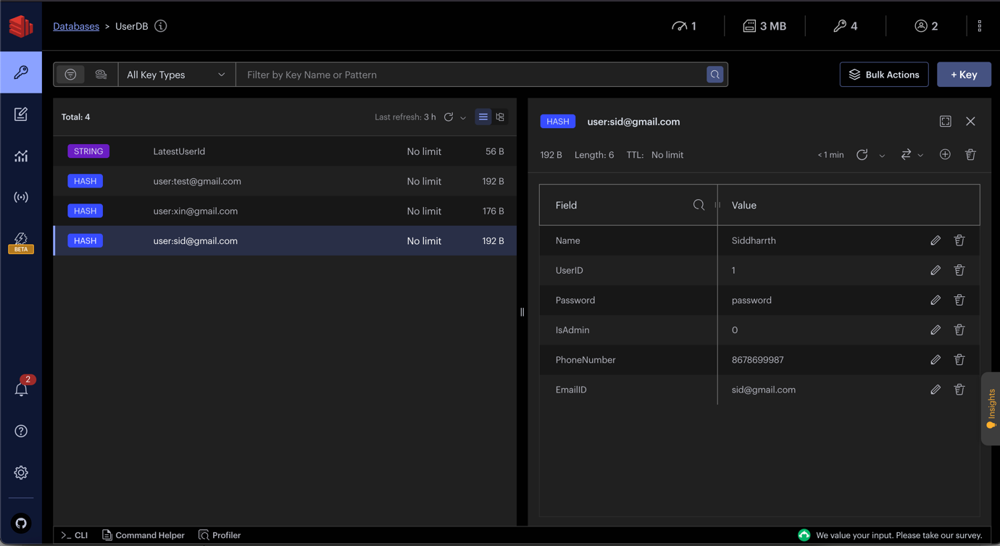 Databases > UserDB
1
3 MB
4
2
All Key Types
Filter by Key Name or Pattern
Bulk Actions
+ Key
Total: 4
Last refresh: 3 h
STRING LatestUserId No limit 56 B
HASH user:test@gmail.com No limit 192 B
HASH user:xin@gmail.com No limit 176 B
HASH user:sid@gmail.com No limit 192 B
HASH user:sid@gmail.com
192 B Length: 6 TTL: No limit < 1 min
Field Value
Name Siddharrth
UserID 1
Password password
IsAdmin 0
PhoneNumber 8678699987
EmailID sid@gmail.com
BETA
2
Insights
>_ CLI Command Helper Profiler
We value your input. Please take our survey.